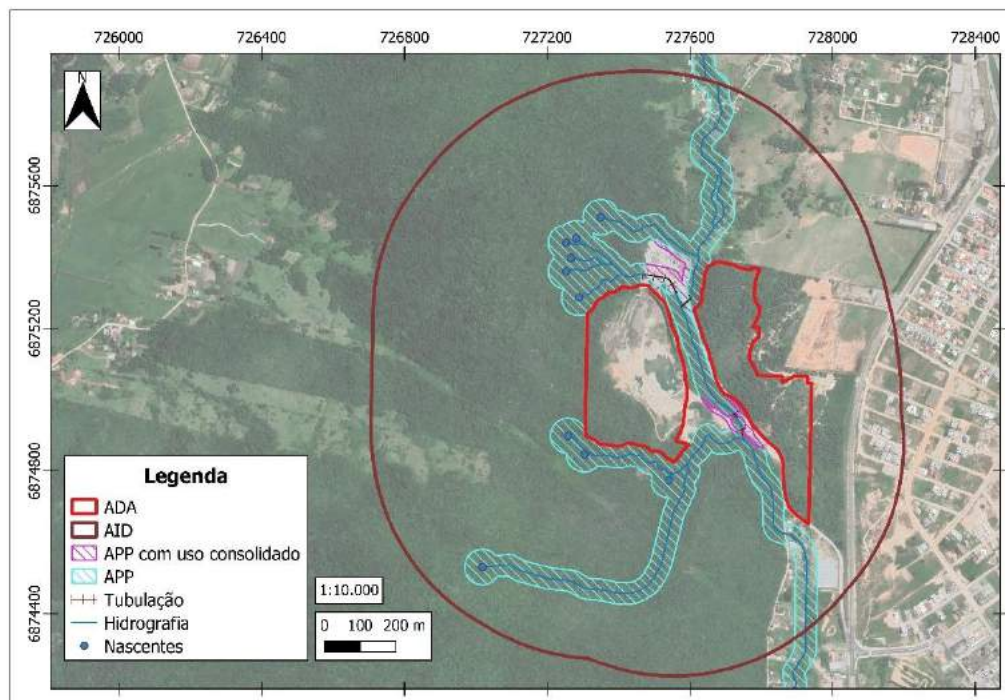 726000 726400 726800 727200 727600 728000 728400
N
6875600
6875200
6874800
6874400
Legenda
ADA
AID
APP com uso consolidado
APP
Tubulação
Hidrografia
Nascentes
1:10.000
0 100 200 m